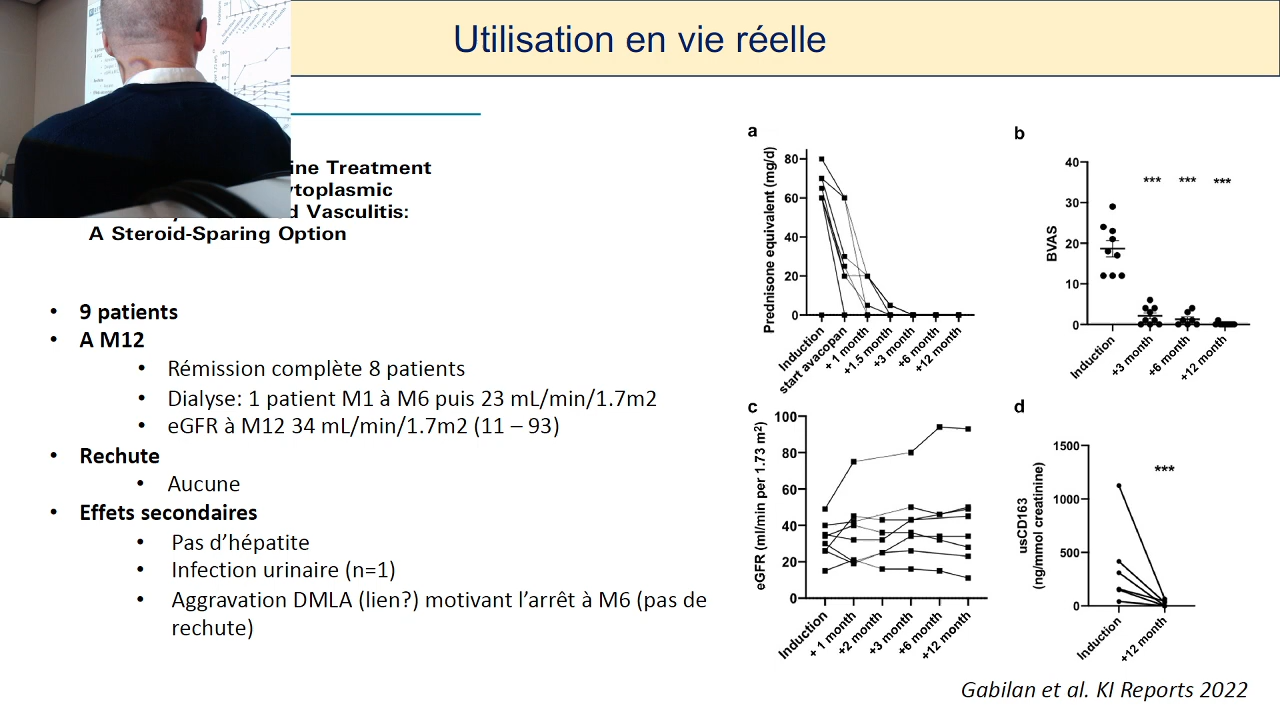 Utilisation en vie réelle
Treatment
Vasculitis:
A Steroid-Sparing Option
• 9 patients
• A M12
• Rémission complète 8 patients
• Dialyse: 1 patient M1 à M6 puis 23 mL/min/1.7m2
• eGFR à M12 34 mL/min/1.7m2 (11 – 93)
• Rechute
• Aucune
• Effets secondaires
• Pas d’hépatite
• Infection urinaire (n=1)
• Aggravation DMLA (lien?) motivant l’arrêt à M6 (pas de
rechute)
a
Prednisone equivalent (mg/d)
80
60
40
20
0
Induction
start avacopan
+ 1 month
+1.5 month
+3 month
+6 month
+12 month
b
BVAS
40
30
20
10
0
*** *** ***
Induction
+3 month
+6 month
+12 month
c
eGFR (ml/min per 1.73 m²)
100
80
60
40
20
0
Induction
+ 1 month
+2 month
+3 month
+6 month
+12 month
d
usCD163
(ng/mmol creatinine)
1500
1000
500
0
***
Induction
+12 month
Gabilan et al. KI Reports 2022